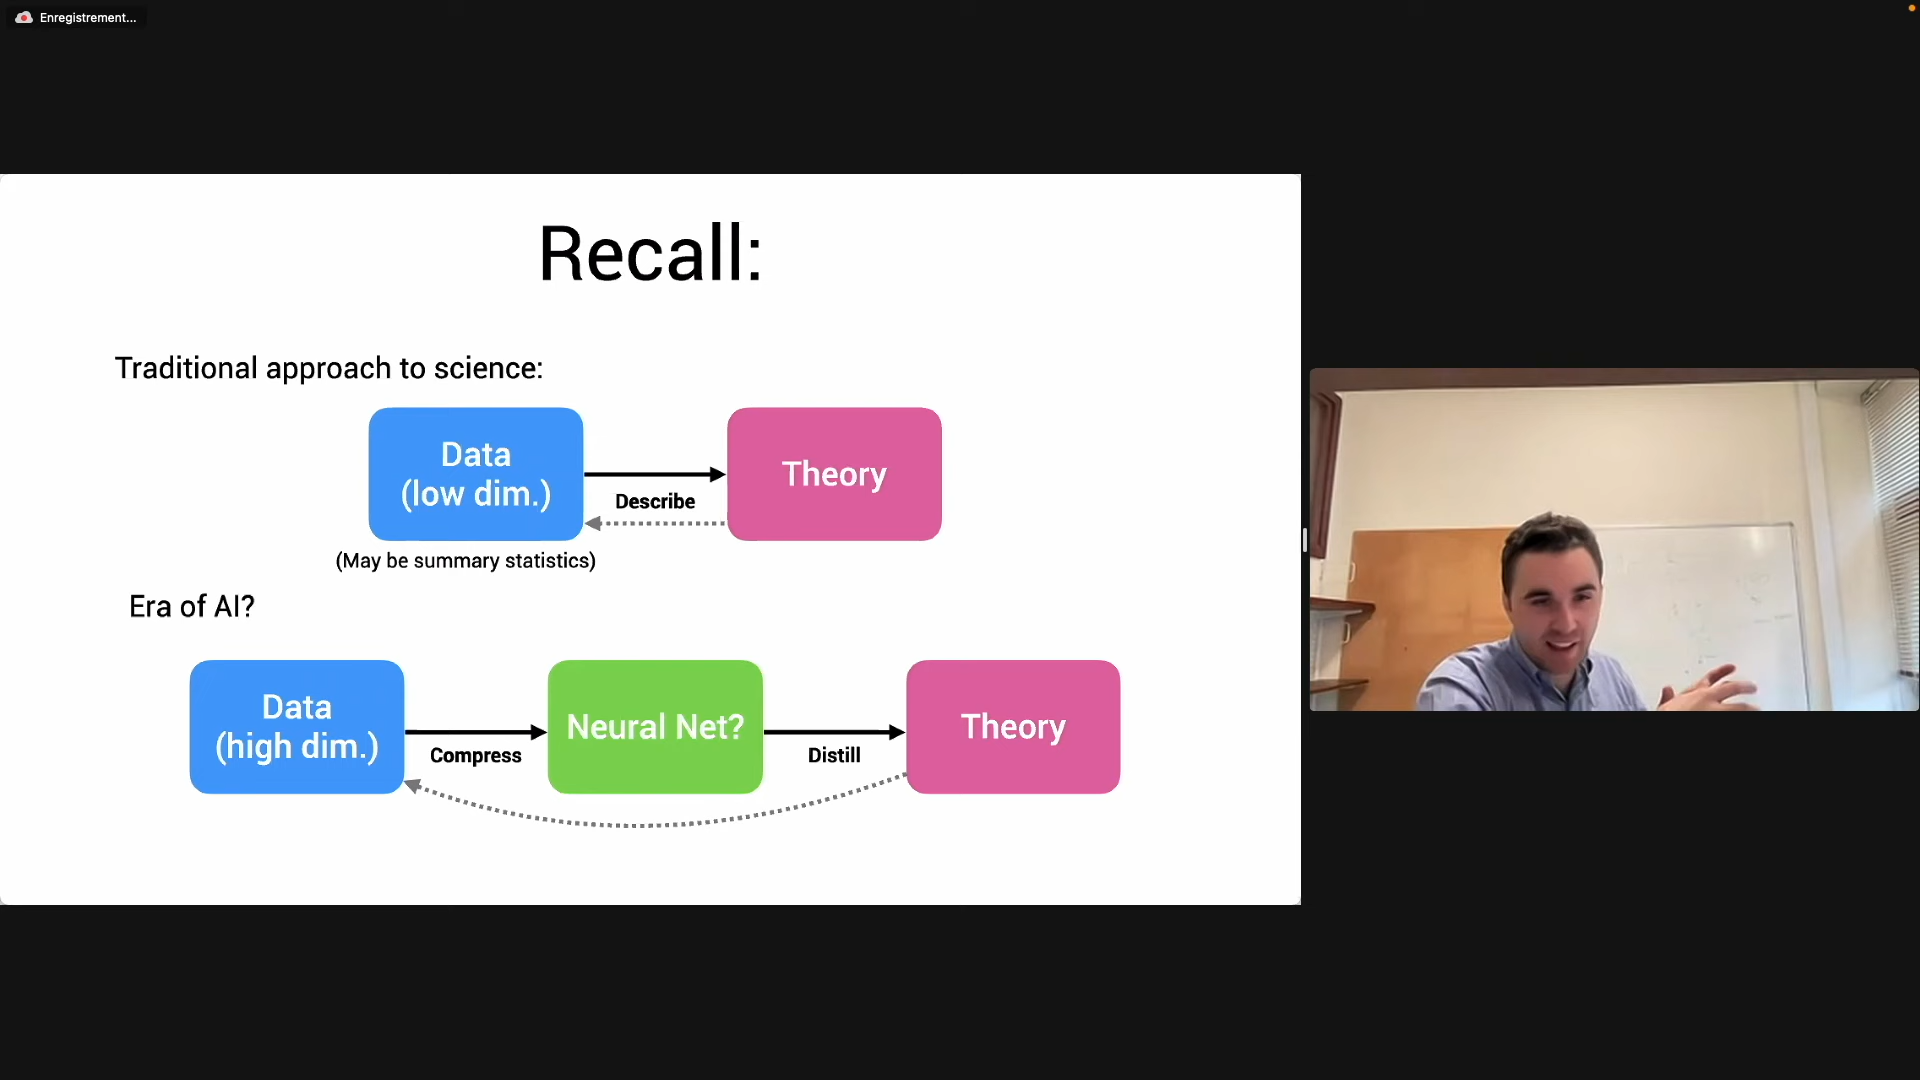 Enregistrement...
Recall:
Traditional approach to science:
Data
(low dim.)
Describe
Theory
(May be summary statistics)
Era of AI?
Data
(high dim.)
Compress
Neural Net?
Distill
Theory